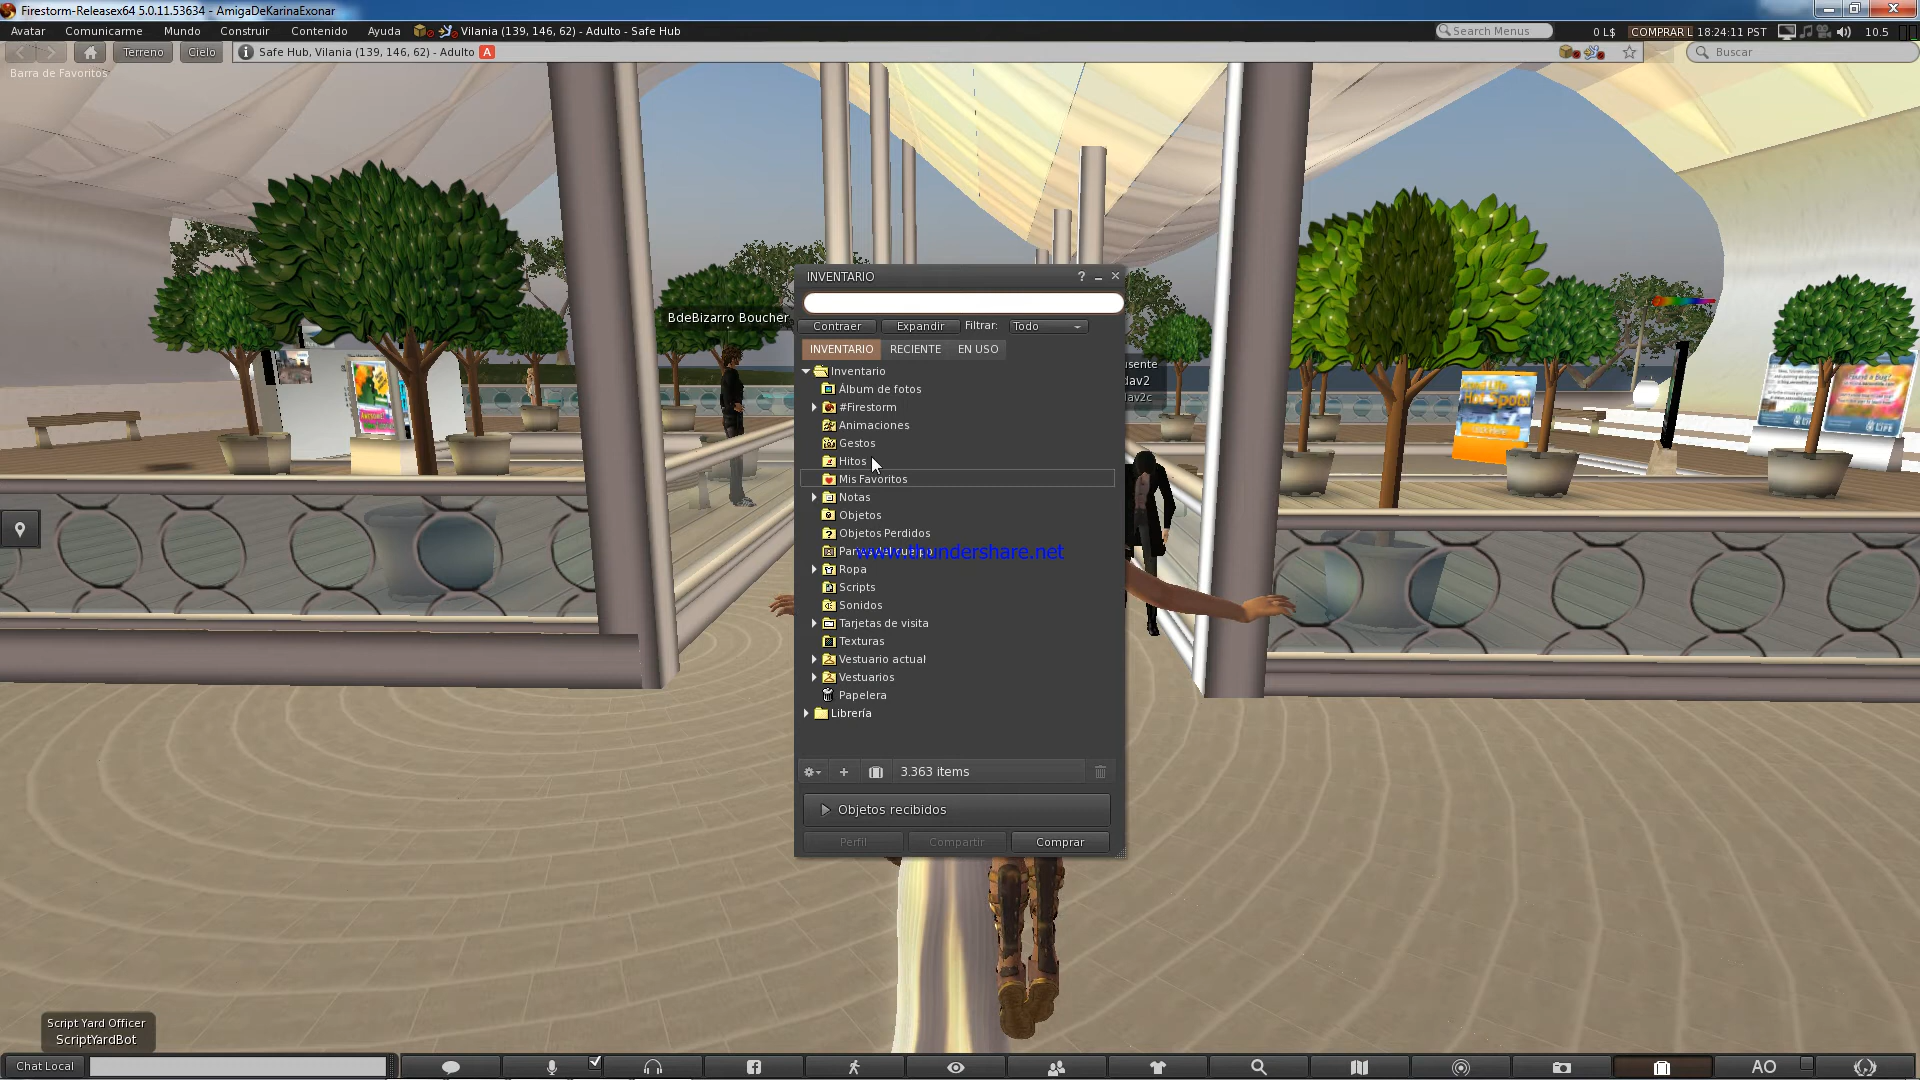 Firestorm-Releasex64 5.0.11.53634 - AmigaDeKarinaExonar
Avatar Comunicarme Mundo Construir Contenido Ayuda Vilania (139, 146, 62) - Adulto - Safe Hub
Search Menus 0 L$ COMPRAR L 18:24:11 PST 10.5
Terreno Cielo Safe Hub, Vilania (139, 146, 62) - Adulto A
Buscar
Barra de Favoritos
BdeBizarro Boucher
INVENTARIO ?
Contraer Expandir Filtrar: Todo
INVENTARIO RECIENTE EN USO
Inventario
Álbum de fotos
#Firestorm
Animaciones
Gestos
Hitos
Mis Favoritos
Notas
Objetos
Objetos Perdidos
www.thundershare.net
Ropa
Scripts
Sonidos
Tarjetas de visita
Texturas
Vestuario actual
Vestuarios
Papelera
Librería
3.363 items
Objetos recibidos
Perfil Compartir Comprar
Hot Spots!
LIFE
Script Yard Officer
ScriptYardBot
Chat Local
AO